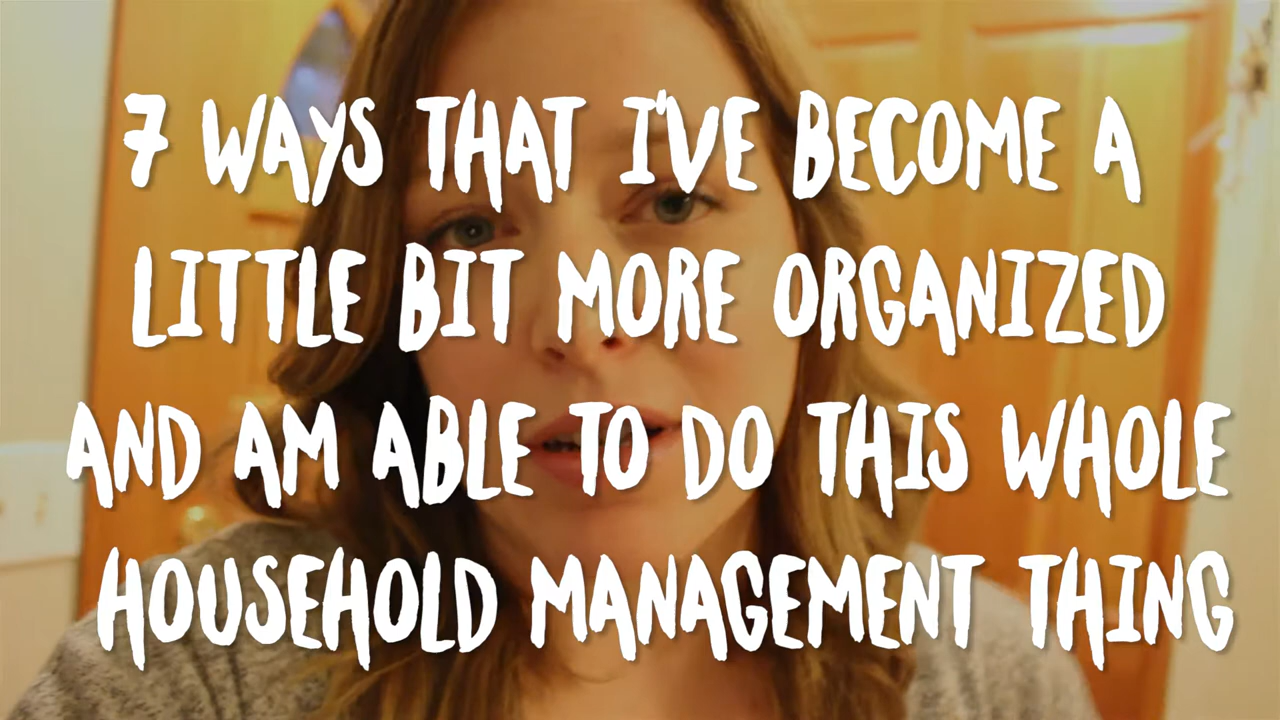 7 WAYS THAT I'VE BECOME A
LITTLE BIT MORE ORGANIZED
AND AM ABLE TO DO THIS WHOLE
HOUSEHOLD MANAGEMENT THING